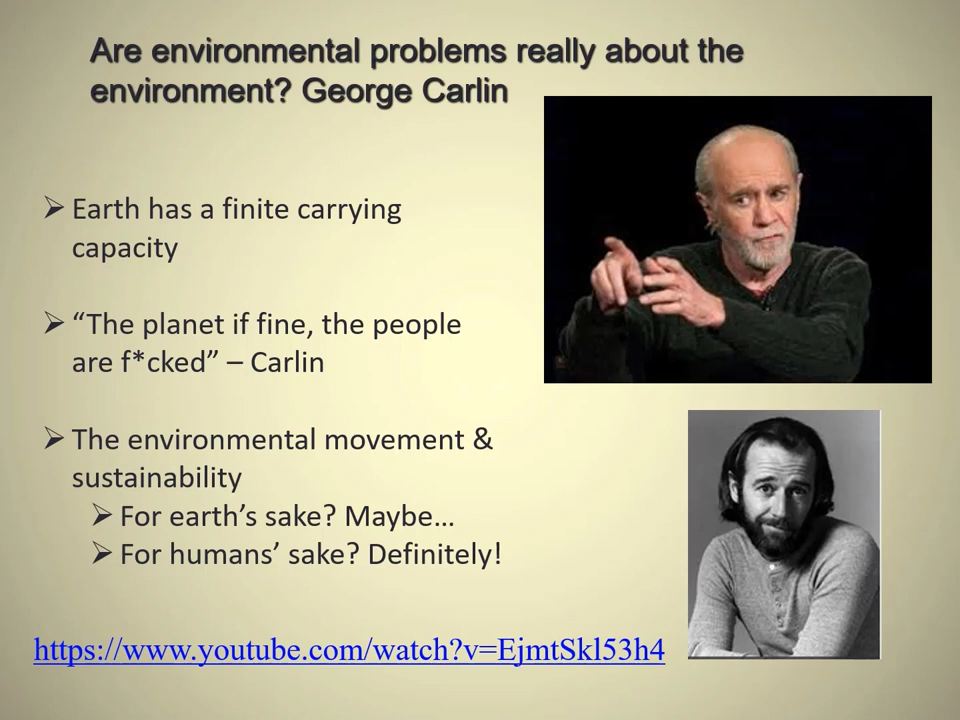 Are environmental problems really about the
environment? George Carlin
➢ Earth has a finite carrying
capacity
➢ “The planet if fine, the people
are f*cked” – Carlin
➢ The environmental movement &
sustainability
➢ For earth’s sake? Maybe…
➢ For humans’ sake? Definitely!
https://www.youtube.com/watch?v=EjmtSkl53h4